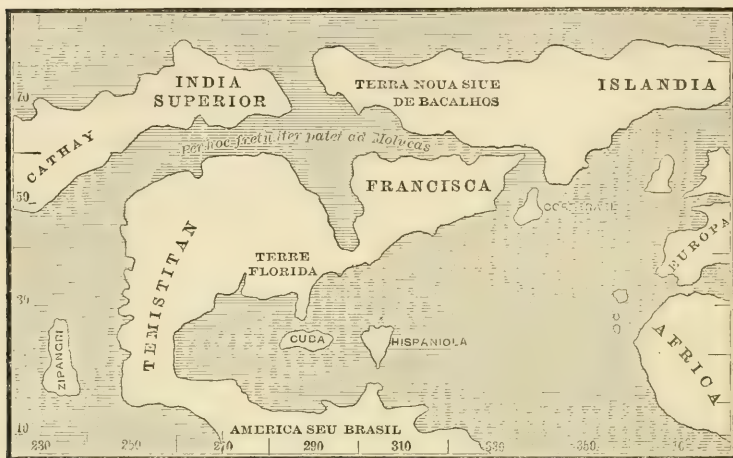 INDIA
SUPERIOR
TERRA NOUA SIUE
DE BACALHOS
ISLANDIA
70
CATHAY
per hoc fretu iter patet ad Molucas
FRANCISCA
50
EUROPA
TERRE
FLORIDA
TEMISTITAN
30
ZIPANGRI
CUBA
HISPANIOLA
AFRICA
AMERICA SEU BRASIL
10
230
250
270
290
310
330
350